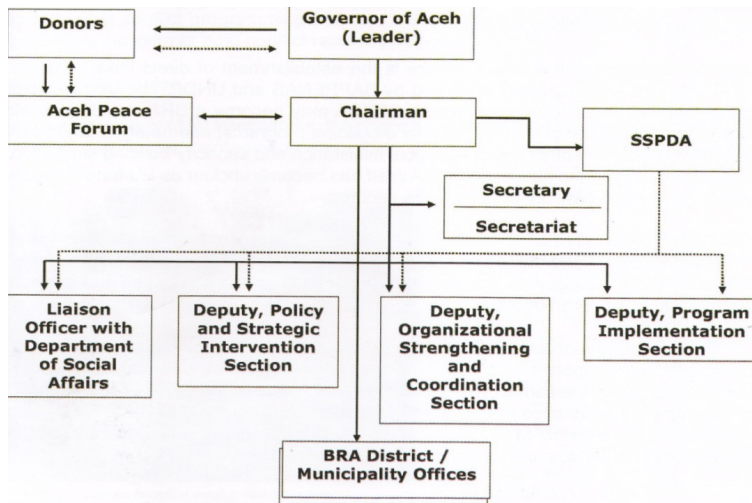 Donors
Governor of Aceh
(Leader)
Aceh Peace
Forum
Chairman
SSPDA
Secretary
Secretariat
Liaison
Officer with
Department
of Social
Affairs
Deputy, Policy
and Strategic
Intervention
Section
Deputy,
Organizational
Strengthening
and
Coordination
Section
Deputy, Program
Implementation
Section
BRA District /
Municipality Offices